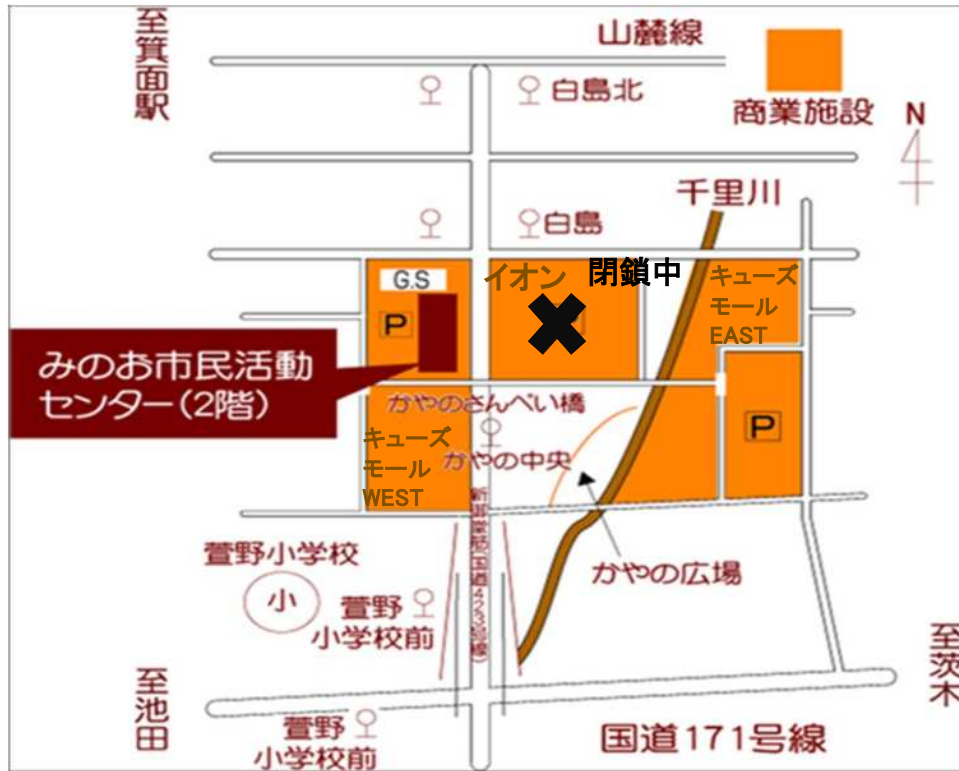 至箕面駅
山麓線
商業施設
N
白島北
千里川
白島
G.S
イオン
閉鎖中
キューズ
モール
EAST
P
みのお市民活動
センター(2階)
かやのさんぺい橋
P
キューズ
モール
WEST
かやの中央
新御堂筋(国道423号線)
萱野小学校
小
かやの広場
萱野
小学校前
至茨木
至池田
萱野
小学校前
国道171号線